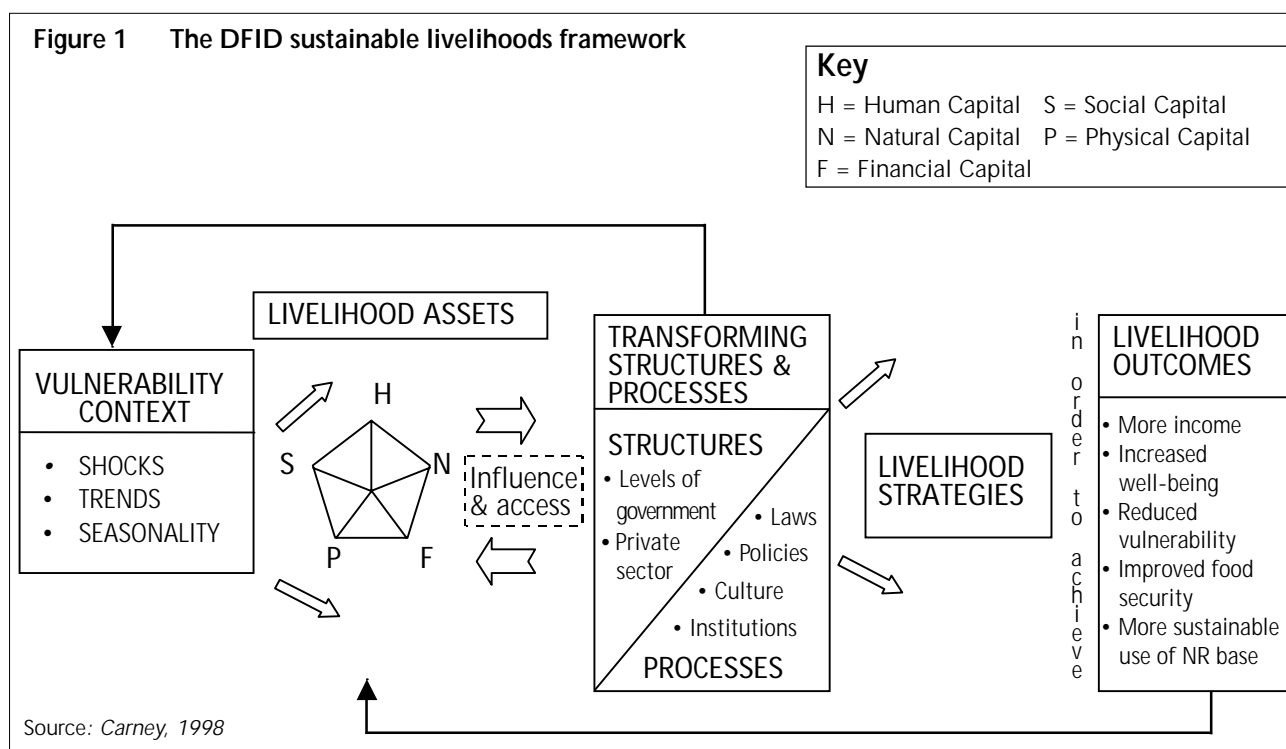 Figure 1 The DFID sustainable livelihoods framework
Key
H = Human Capital S = Social Capital
N = Natural Capital P = Physical Capital
F = Financial Capital
LIVELIHOOD ASSETS
VULNERABILITY
CONTEXT
• SHOCKS
• TRENDS
• SEASONALITY
H
S
N
P
F
Influence
& access
TRANSFORMING
STRUCTURES &
PROCESSES
STRUCTURES
• Levels of
government
• Private
sector
• Laws
• Policies
• Culture
• Institutions
PROCESSES
LIVELIHOOD
STRATEGIES
in order to achieve
LIVELIHOOD
OUTCOMES
• More income
• Increased
well-being
• Reduced
vulnerability
• Improved food
security
• More sustainable
use of NR base
Source: Carney, 1998